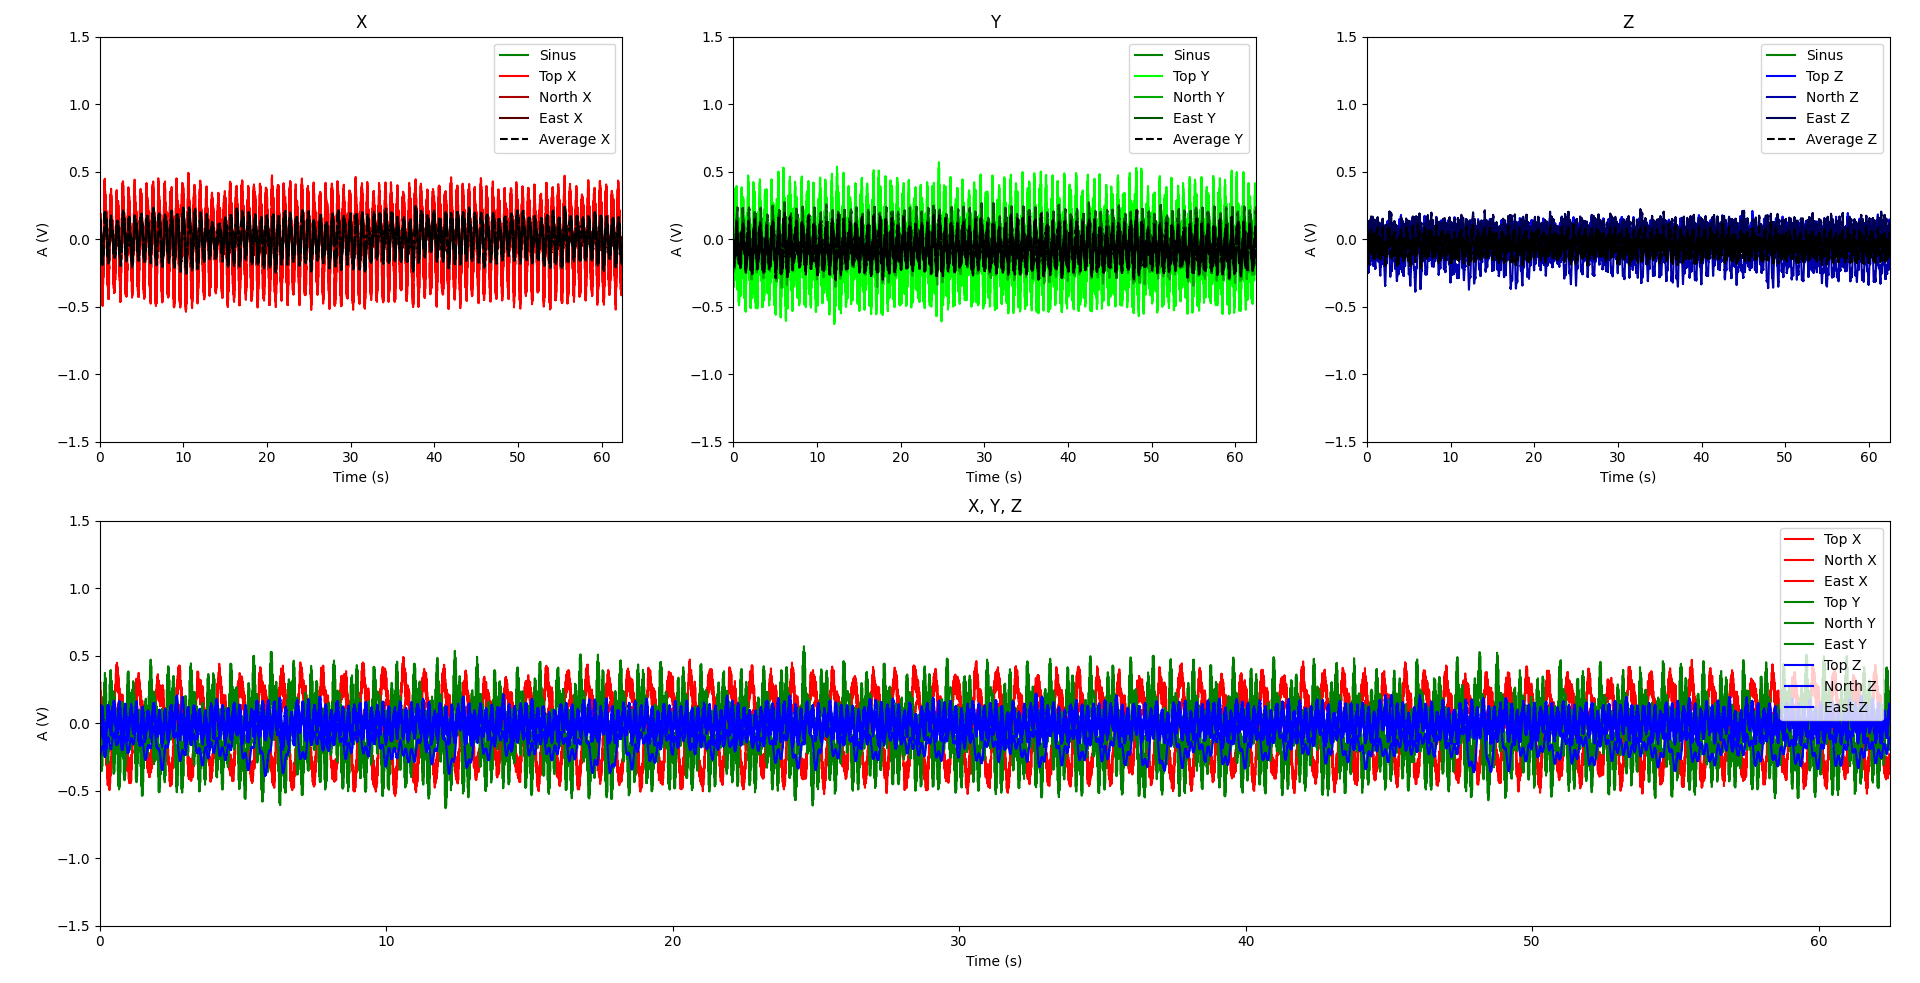 X
1.5
1.0
0.5
0.0
−0.5
−1.0
−1.5
A (V)
Sinus
Top X
North X
East X
Average X
0 10 20 30 40 50 60
Time (s)
Y
1.5
1.0
0.5
0.0
−0.5
−1.0
−1.5
A (V)
Sinus
Top Y
North Y
East Y
Average Y
0 10 20 30 40 50 60
Time (s)
Z
1.5
1.0
0.5
0.0
−0.5
−1.0
−1.5
A (V)
Sinus
Top Z
North Z
East Z
Average Z
0 10 20 30 40 50 60
Time (s)
X, Y, Z
1.5
1.0
0.5
0.0
−0.5
−1.0
−1.5
A (V)
Top X
North X
East X
Top Y
North Y
East Y
Top Z
North Z
East Z
0 10 20 30 40 50 60
Time (s)